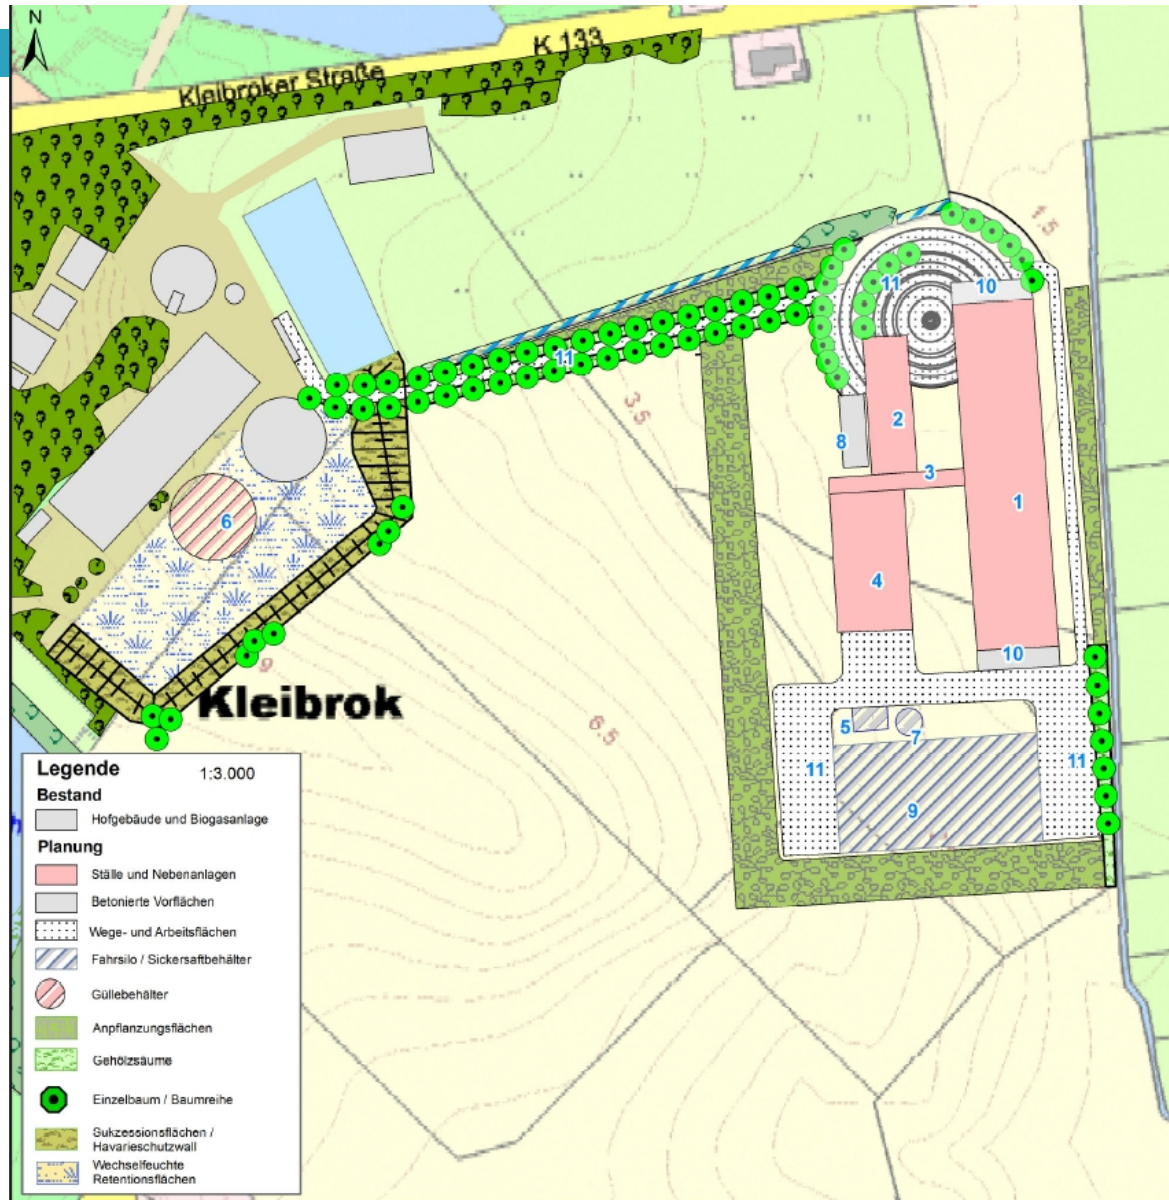 N
K 133
Kleibroker Straße
1.5
10
11
11
3.5
2
8
3
1
6
4
9
10
Kleibrok
6.5
5
7
11
11
9
Legende 1:3.000
Bestand
Hofgebäude und Biogasanlage
Planung
Ställe und Nebenanlagen
Betonierte Vorflächen
Wege- und Arbeitsflächen
Fahrsilo / Sickersaftbehälter
Güllebehälter
Anpflanzungsflächen
Gehölzsäume
Einzelbaum / Baumreihe
Sukzessionsflächen /
Havarieschutzwall
Wechselfeuchte
Retentionsflächen